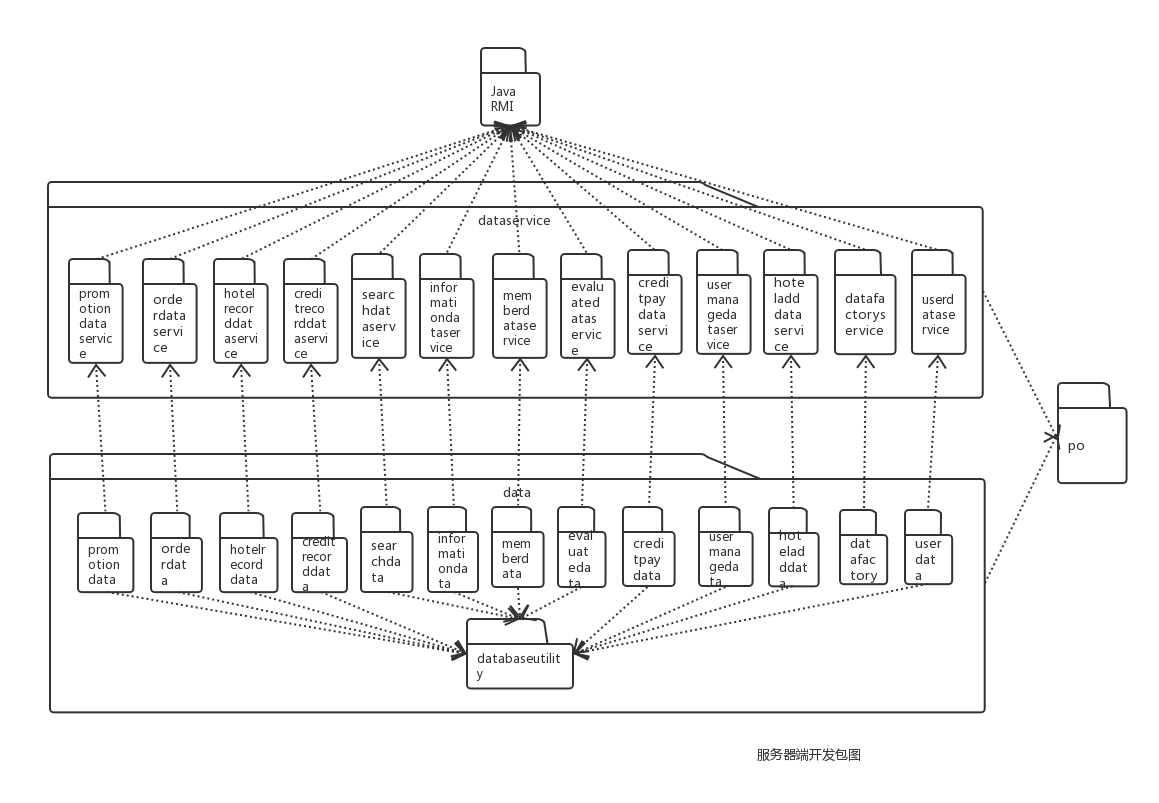 Java
RMI
dataservice
prom
otion
data
servic
e
orde
rdata
servi
ce
hotel
recor
ddat
aservi
ce
credi
treco
rddat
aservi
ce
searc
hdat
aserv
ice
infor
mati
onda
taser
vice
mem
berd
atase
rvice
evalu
ated
atas
ervic
e
credi
tpay
data
servi
ce
user
mana
geda
taser
vice
hote
ladd
data
servi
ce
datafa
ctorys
ervice
userd
atase
rvice
po
data
prom
otion
data
orde
rdat
a
hotelr
ecord
data
credit
recor
ddat
a
sear
chda
ta
infor
mati
onda
ta
mem
berd
ata
eval
uat
eda
ta
credi
tpay
data
user
mana
geda
ta
hot
elad
ddat
a
dat
afac
tory
user
dat
a
databaseutilit
y
服务器端开发包图